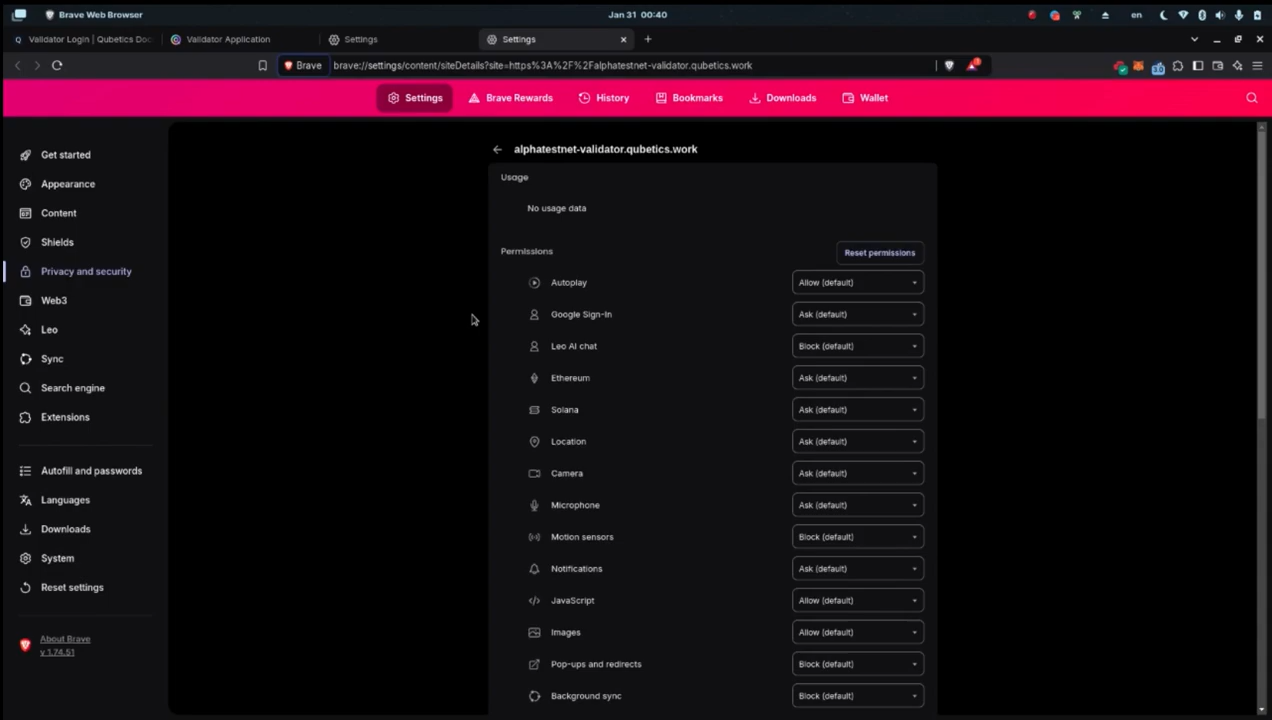 Brave Web Browser
Jan 31 00:40
en
Validator Login | Qubetics Doc
Validator Application
Settings
Settings
Brave
brave://settings/content/siteDetails?site=https%3A%2F%2Falphatestnet-validator.qubetics.work
Settings
Brave Rewards
History
Bookmarks
Downloads
Wallet
Get started
Appearance
Content
Shields
Privacy and security
Web3
Leo
Sync
Search engine
Extensions
Autofill and passwords
Languages
Downloads
System
Reset settings
About Brave
v 1.74.51
alphatestnet-validator.qubetics.work
Usage
No usage data
Permissions
Reset permissions
Autoplay
Allow (default)
Google Sign-In
Ask (default)
Leo AI chat
Block (default)
Ethereum
Ask (default)
Solana
Ask (default)
Location
Ask (default)
Camera
Ask (default)
Microphone
Ask (default)
Motion sensors
Block (default)
Notifications
Ask (default)
JavaScript
Allow (default)
Images
Allow (default)
Pop-ups and redirects
Block (default)
Background sync
Block (default)